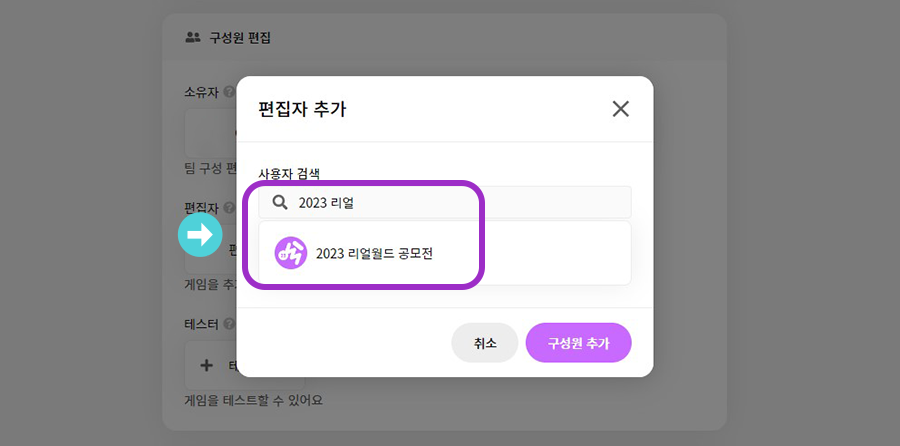 구성원 편집
소유자
팀 구성 편
편집자
게임을 추
테스터
게임을 테스트할 수 있어요
편집자 추가
사용자 검색
2023 리얼
2023 리얼월드 공모전
취소
구성원 추가